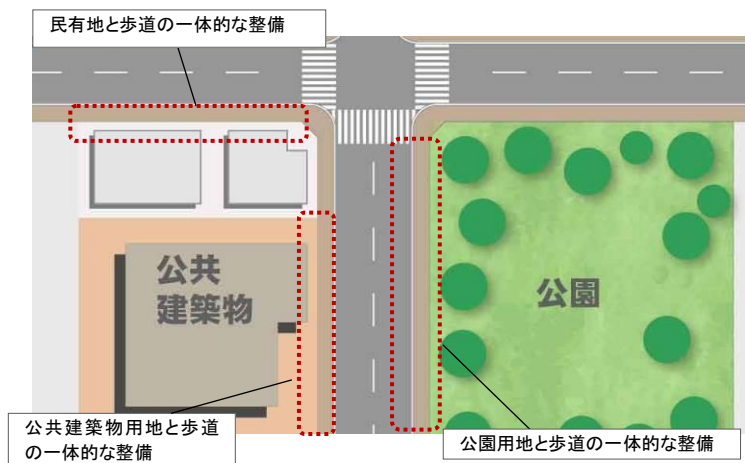 民有地と歩道の一体的な整備
公共
建築物
公園
公共建築物用地と歩道
の一体的な整備
公園用地と歩道の一体的な整備